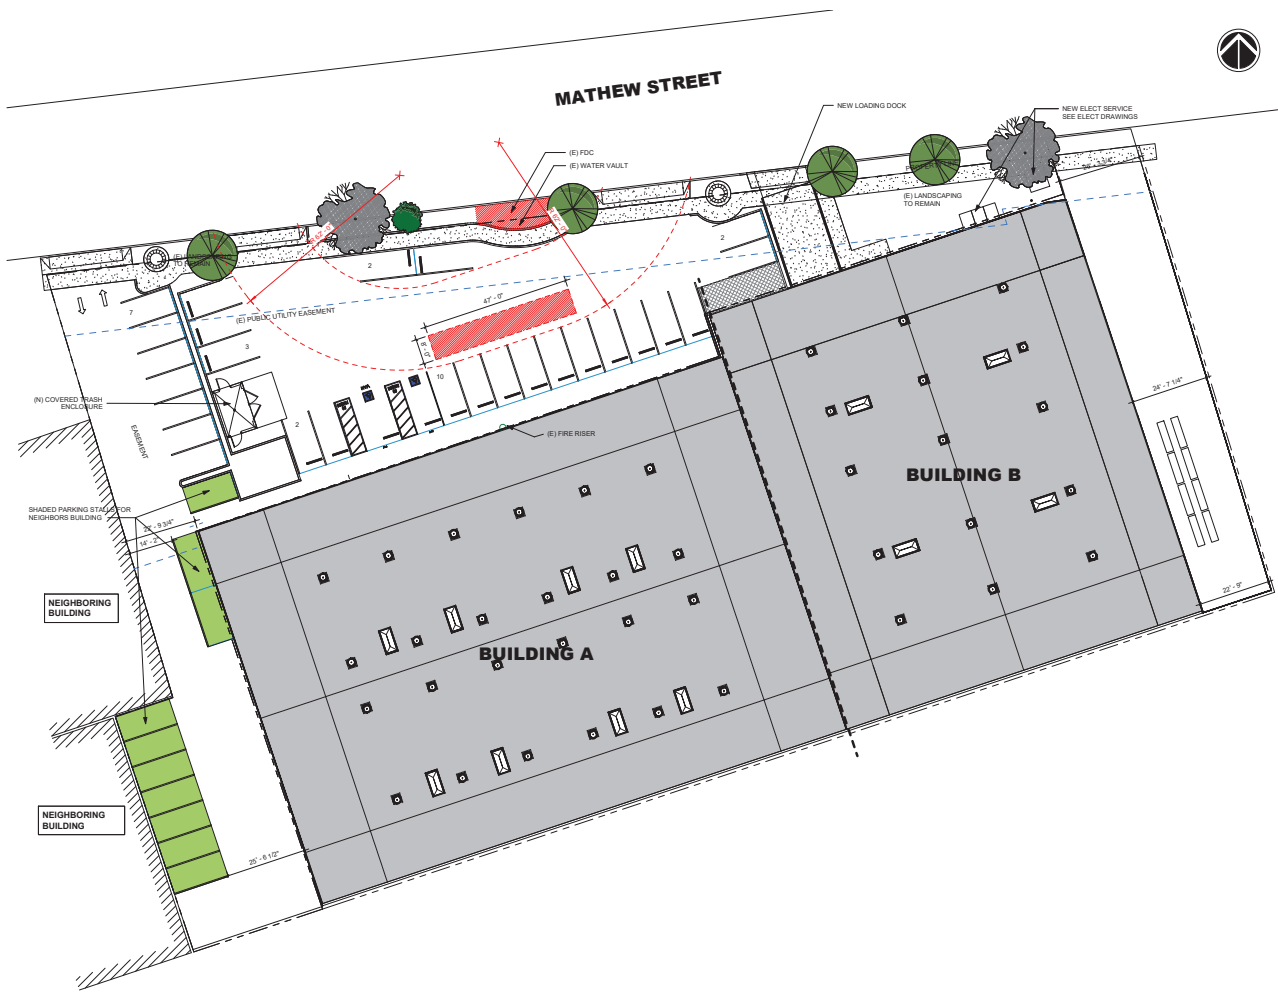 MATHEW STREET
NEW LOADING DOCK
NEW ELECT SERVICE
SEE ELECT DRAWINGS
(E) FDC
(E) WATER VAULT
(E) LANDSCAPING
TO REMAIN
TO REMAIN
2
2
7
3
(E) PUBLIC UTILITY EASEMENT
47' - 0"
8' - 0"
10
2
(N) COVERED TRASH
ENCLOSURE
EASEMENT
(E) FIRE RISER
24' - 7 1/4"
BUILDING B
SHADED PARKING STALLS FOR
NEIGHBORS BUILDING
22' - 9 3/4"
14' - 2"
NEIGHBORING
BUILDING
22' - 9"
BUILDING A
NEIGHBORING
BUILDING
25' - 6 1/2"